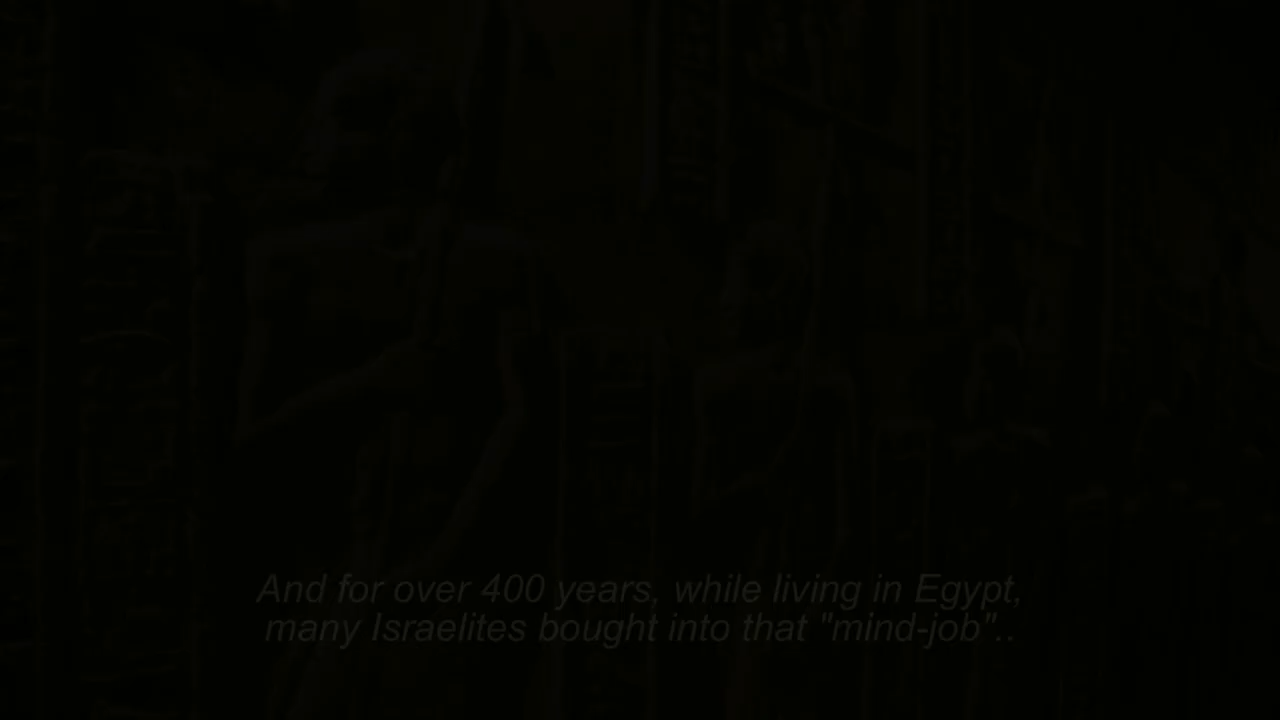 And for over 400 years, while living in Egypt,
many Israelites bought into that "mind-job"..